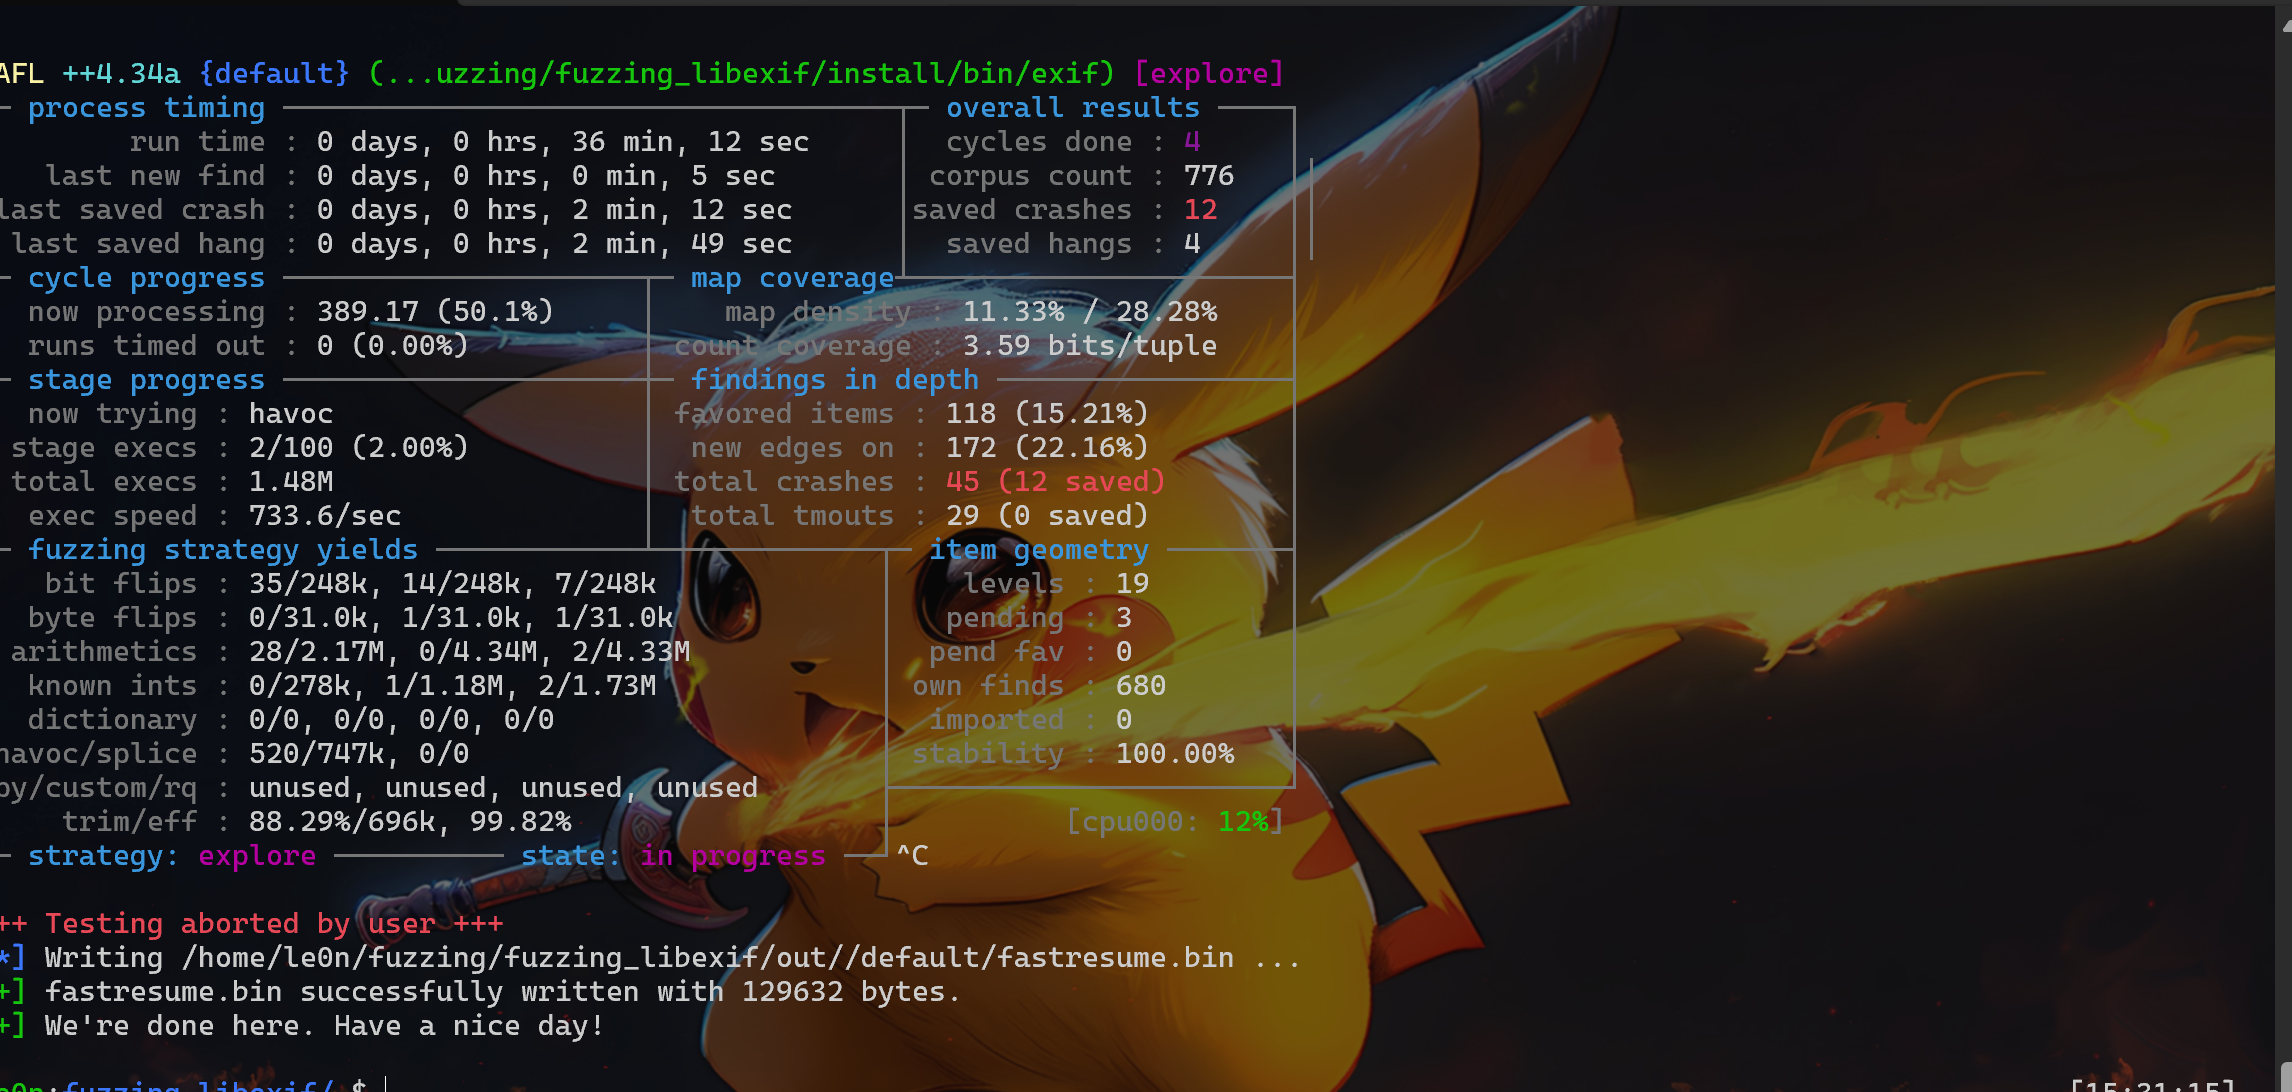 AFL ++4.34a {default} (...uzzing/fuzzing_libexif/install/bin/exif) [explore]
process timing overall results
run time : 0 days, 0 hrs, 36 min, 12 sec cycles done : 4
last new find : 0 days, 0 hrs, 0 min, 5 sec corpus count : 776
last saved crash : 0 days, 0 hrs, 2 min, 12 sec saved crashes : 12
last saved hang : 0 days, 0 hrs, 2 min, 49 sec saved hangs : 4
cycle progress map coverage
now processing : 389.17 (50.1%) map density : 11.33% / 28.28%
runs timed out : 0 (0.00%) count coverage : 3.59 bits/tuple
stage progress findings in depth
now trying : havoc favored items : 118 (15.21%)
stage execs : 2/100 (2.00%) new edges on : 172 (22.16%)
total execs : 1.48M total crashes : 45 (12 saved)
exec speed : 733.6/sec total tmouts : 29 (0 saved)
fuzzing strategy yields item geometry
bit flips : 35/248k, 14/248k, 7/248k levels : 19
byte flips : 0/31.0k, 1/31.0k, 1/31.0k pending : 3
arithmetics : 28/2.17M, 0/4.34M, 2/4.33M pend fav : 0
known ints : 0/278k, 1/1.18M, 2/1.73M own finds : 680
dictionary : 0/0, 0/0, 0/0, 0/0 imported : 0
havoc/splice : 520/747k, 0/0 stability : 100.00%
py/custom/rq : unused, unused, unused, unused
trim/eff : 88.29%/696k, 99.82% [cpu000: 12%]
strategy: explore state: in progress ^C
++ Testing aborted by user +++
*] Writing /home/le0n/fuzzing/fuzzing_libexif/out//default/fastresume.bin ...
+] fastresume.bin successfully written with 129632 bytes.
+] We're done here. Have a nice day!
e0n:fuzzing_libexif/ $ [15:31:15]